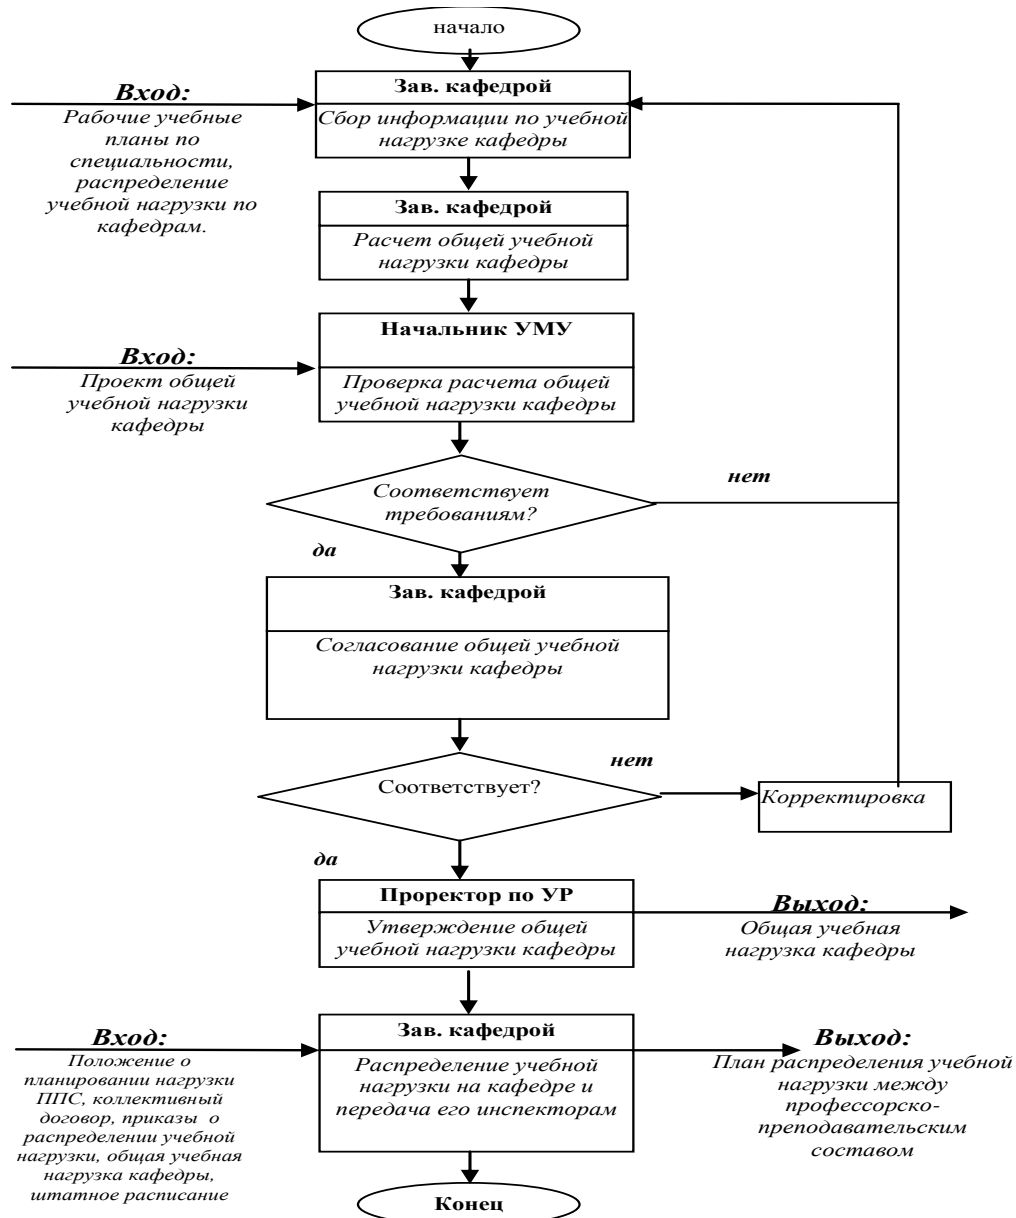 начало
Зав. кафедрой
Вход:
Рабочие учебные
планы по
специальности,
распределение
учебной нагрузки по
кафедрам.
Сбор информации по учебной
нагрузке кафедры
Зав. кафедрой
Расчет общей учебной
нагрузки кафедры
Начальник УМУ
Вход:
Проект общей
учебной нагрузки
кафедры
Проверка расчета общей
учебной нагрузки кафедры
Соответствует
требованиям?
нет
да
Зав. кафедрой
Согласование общей учебной
нагрузки кафедры
Соответствует?
нет
Корректировка
да
Проректор по УР
Утверждение общей
учебной нагрузки кафедры
Выход:
Общая учебная
нагрузка кафедры
Вход:
Положение о
планировании нагрузки
ППС, коллективный
договор, приказы о
распределении учебной
нагрузки, общая учебная
нагрузка кафедры,
штатное расписание
Зав. кафедрой
Распределение учебной
нагрузки на кафедре и
передача его инспекторам
Выход:
План распределения учебной
нагрузки между
профессорско-
преподавательским
составом
Конец